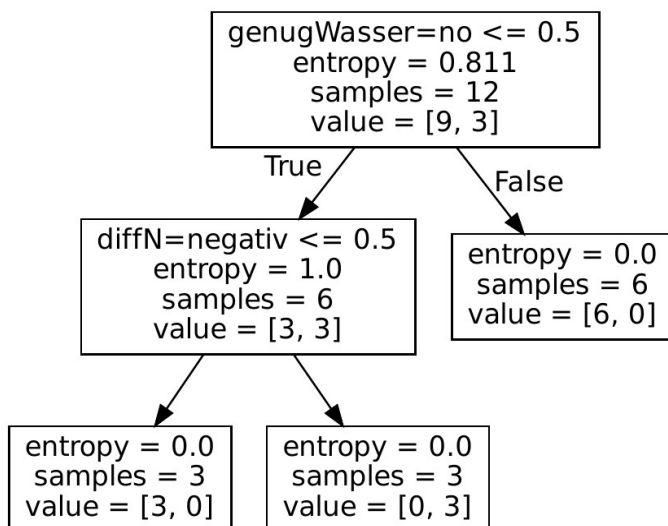 genugWasser=no <= 0.5
entropy = 0.811
samples = 12
value = [9, 3]
True
False
diffN=negativ <= 0.5
entropy = 1.0
samples = 6
value = [3, 3]
entropy = 0.0
samples = 6
value = [6, 0]
entropy = 0.0
samples = 3
value = [3, 0]
entropy = 0.0
samples = 3
value = [0, 3]